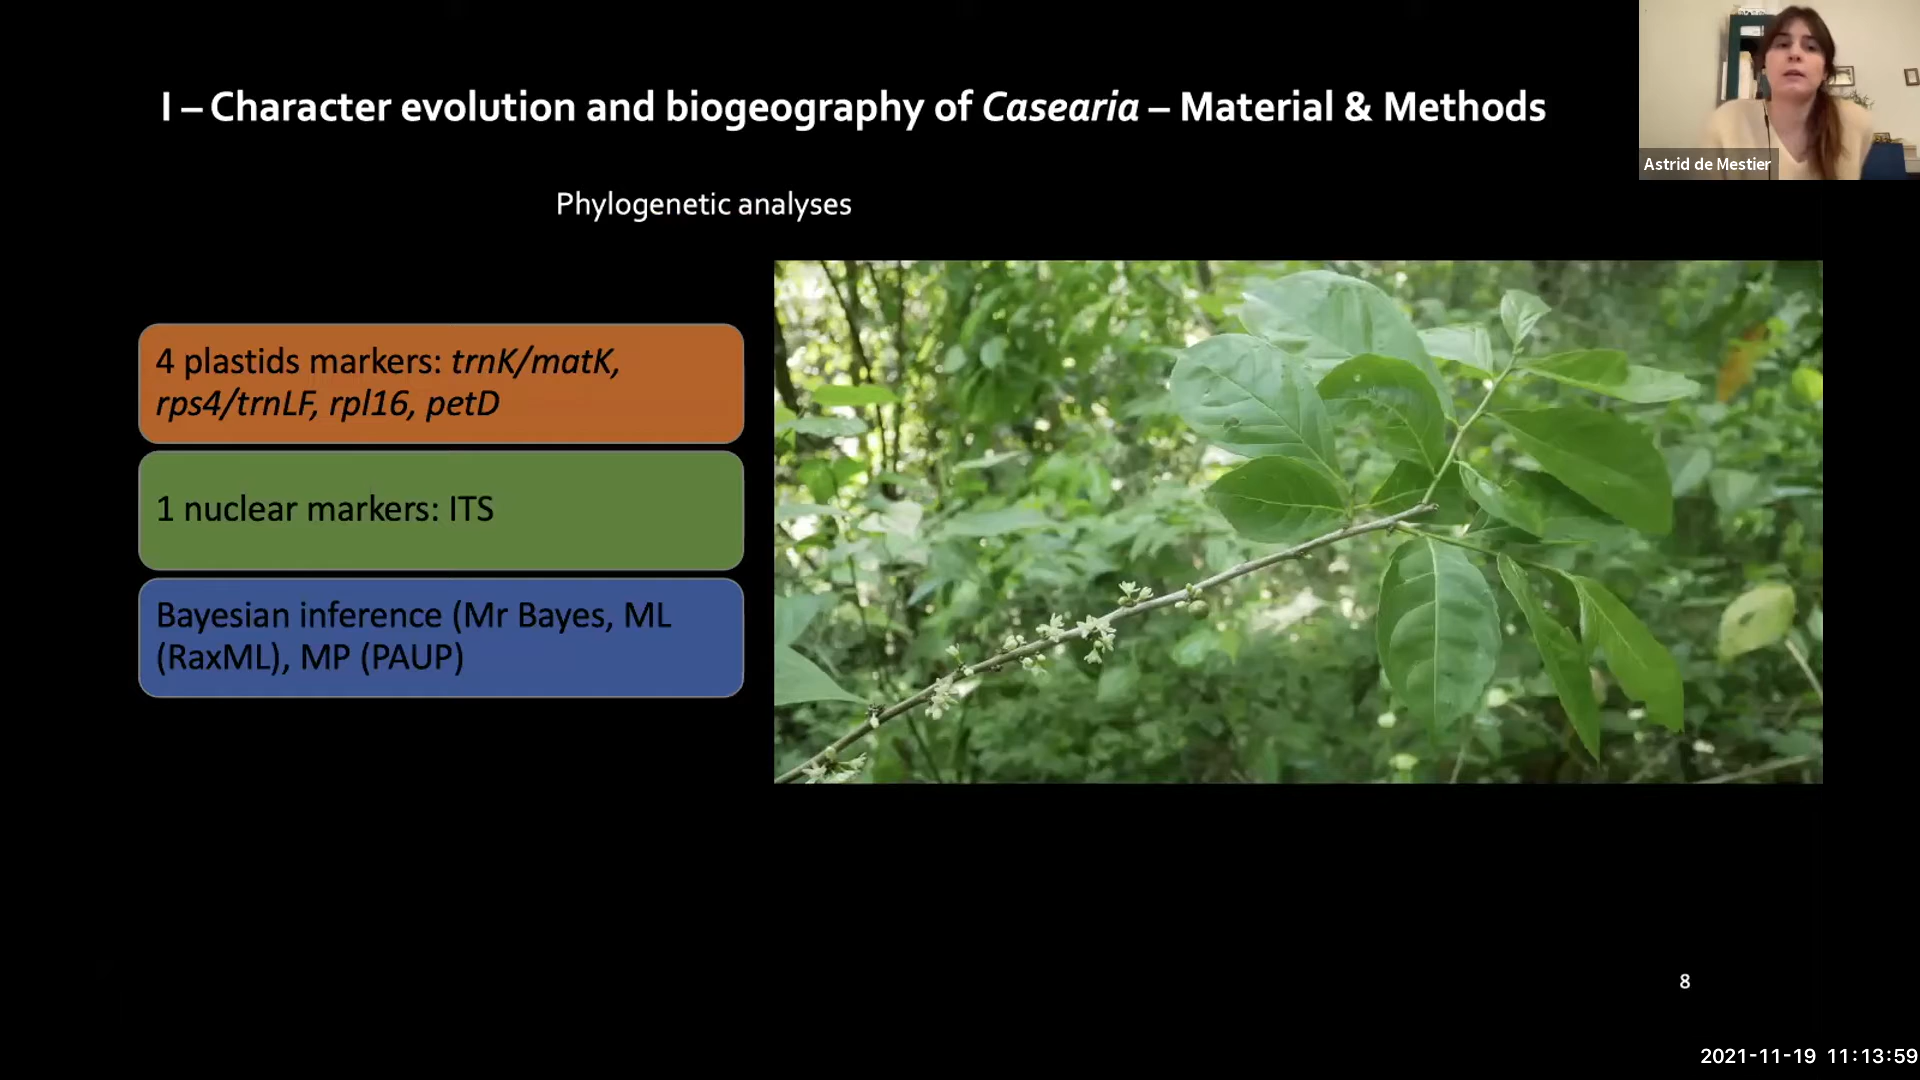 I – Character evolution and biogeography of Casearia – Material & Methods
Astrid de Mestier
Phylogenetic analyses
4 plastids markers: trnK/matK,
rps4/trnLF, rpl16, petD
1 nuclear markers: ITS
Bayesian inference (Mr Bayes, ML
(RaxML), MP (PAUP)
8
2021-11-19 11:13:59